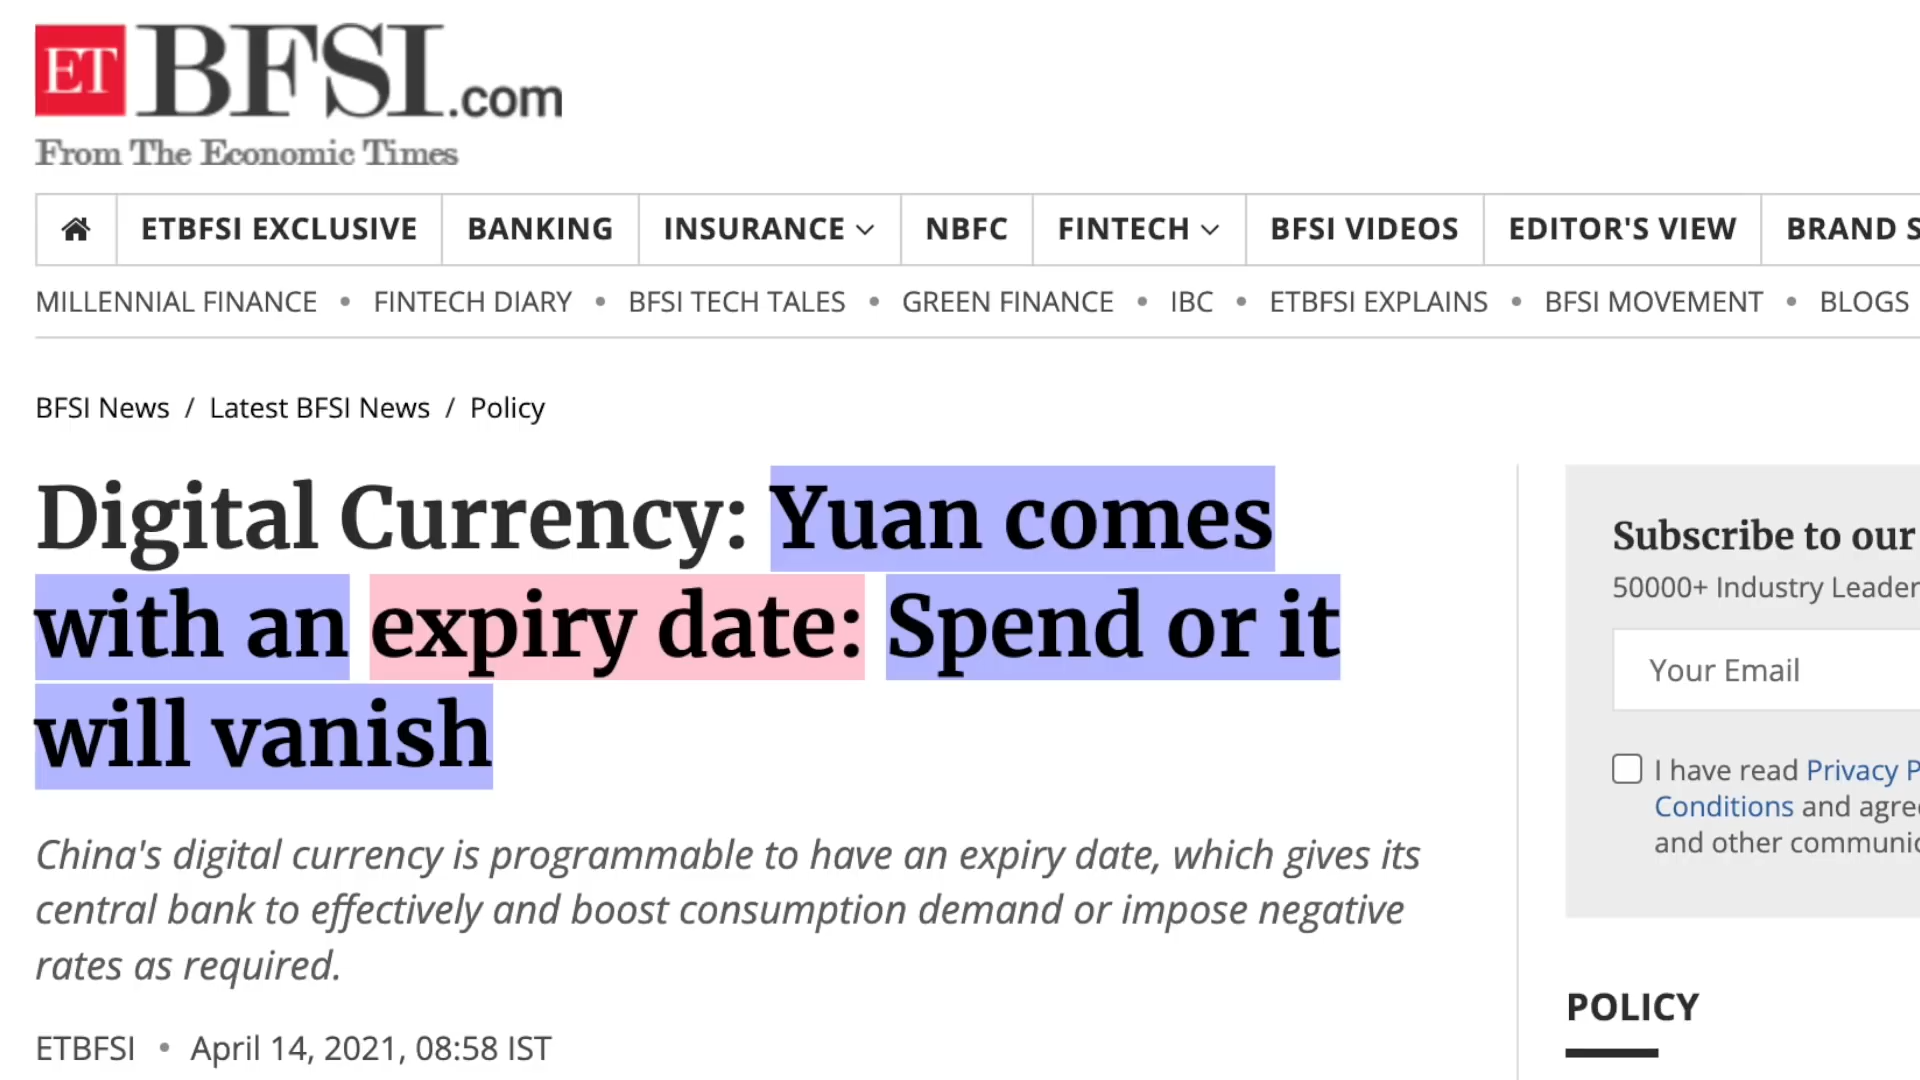 ET BFSI.com
From The Economic Times
ETBFSI EXCLUSIVE BANKING INSURANCE NBFC FINTECH BFSI VIDEOS EDITOR'S VIEW BRAND S
MILLENNIAL FINANCE • FINTECH DIARY • BFSI TECH TALES • GREEN FINANCE • IBC • ETBFSI EXPLAINS • BFSI MOVEMENT • BLOGS
BFSI News / Latest BFSI News / Policy
Digital Currency: Yuan comes
with an expiry date: Spend or it
will vanish
China's digital currency is programmable to have an expiry date, which gives its
central bank to effectively and boost consumption demand or impose negative
rates as required.
ETBFSI • April 14, 2021, 08:58 IST
Subscribe to our
50000+ Industry Leader
Your Email
I have read Privacy P
Conditions and agree
and other communic
POLICY